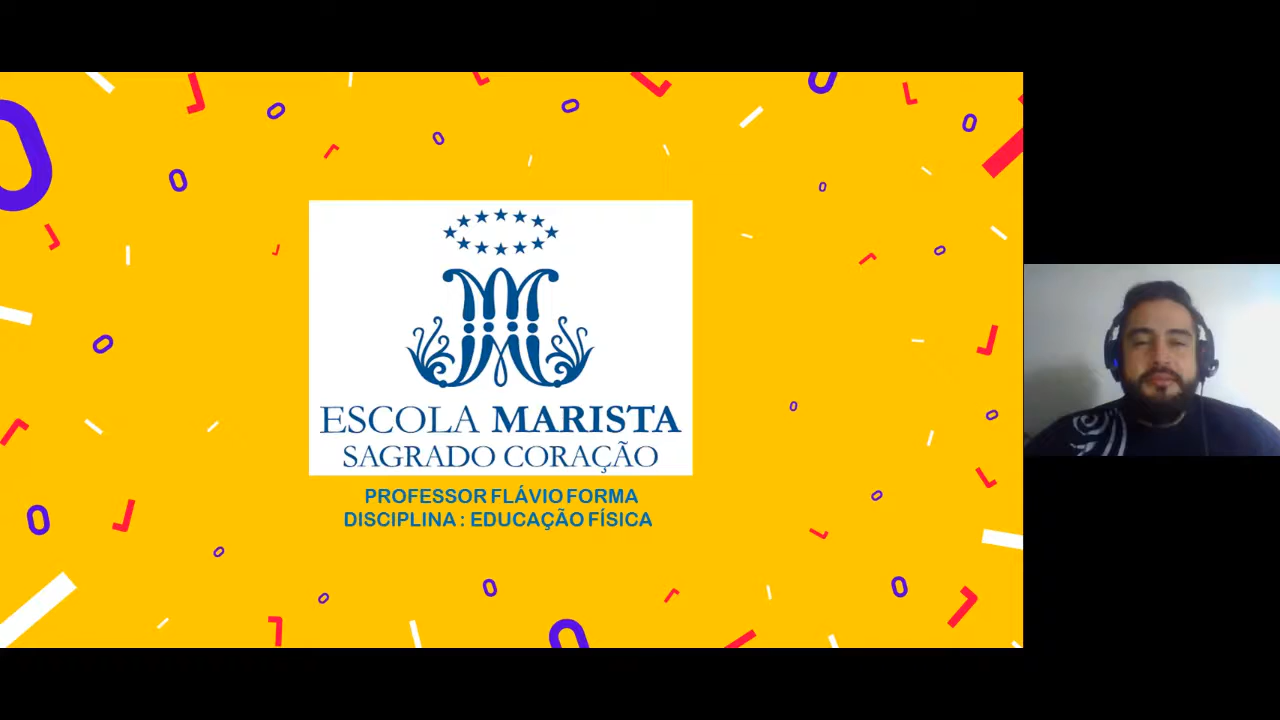 ESCOLA MARISTA
SAGRADO CORAÇÃO
PROFESSOR FLÁVIO FORMA
DISCIPLINA : EDUCAÇÃO FÍSICA